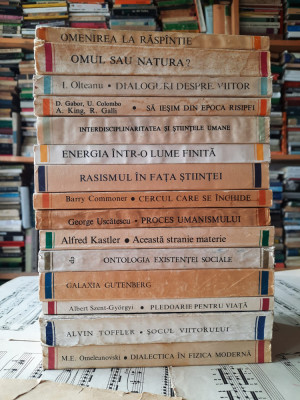 OMENIREA LA RĂSPÎNTIE
OMUL SAU NATURA?
I. Olteanu • DIALOGURI DESPRE VIITOR
D. Gabor, U. Colombo
A. King, R. Galli • SĂ IEȘIM DIN EPOCA RISIPEI
INTERDISCIPLINARITATEA ȘI ȘTIINȚELE UMANE
ENERGIA ÎNTR-O LUME FINITĂ
RASISMUL ÎN FAȚA ȘTIINȚEI
Barry Commoner • CERCUL CARE SE ÎNCHIDE
George Uscătescu • PROCES UMANISMULUI
Alfred Kastler • Această stranie materie
ONTOLOGIA EXISTENȚEI SOCIALE
GALAXIA GUTENBERG
Albert Szent-Györgyi • PLEDOARIE PENTRU VIAȚĂ
ALVIN TOFFLER • ȘOCUL VIITORULUI
M.E. Omelianovski • DIALECTICA ÎN FIZICA MODERNĂ